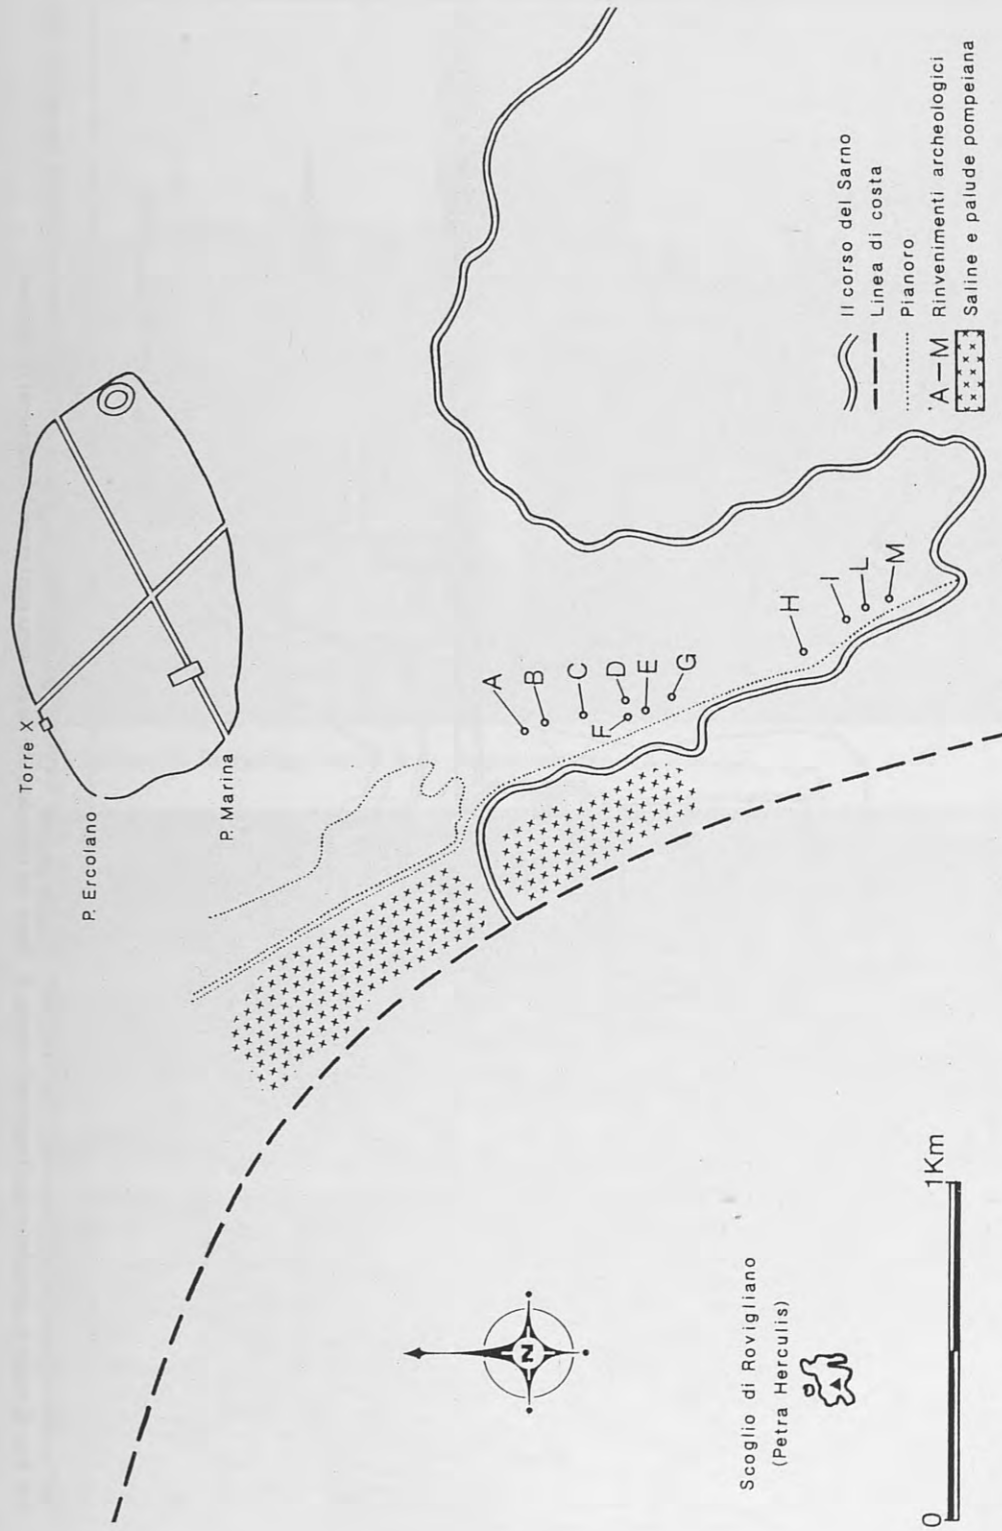 Torre X
P. Ercolano
P. Marina
A
B
C
D
F
E
G
H
I
L
M
N
Scoglio di Rovigliano
(Petra Herculis)
0
1Km
Il corso del Sarno
Linea di costa
Pianoro
A—M Rinvenimenti archeologici
Saline e palude pompeiana